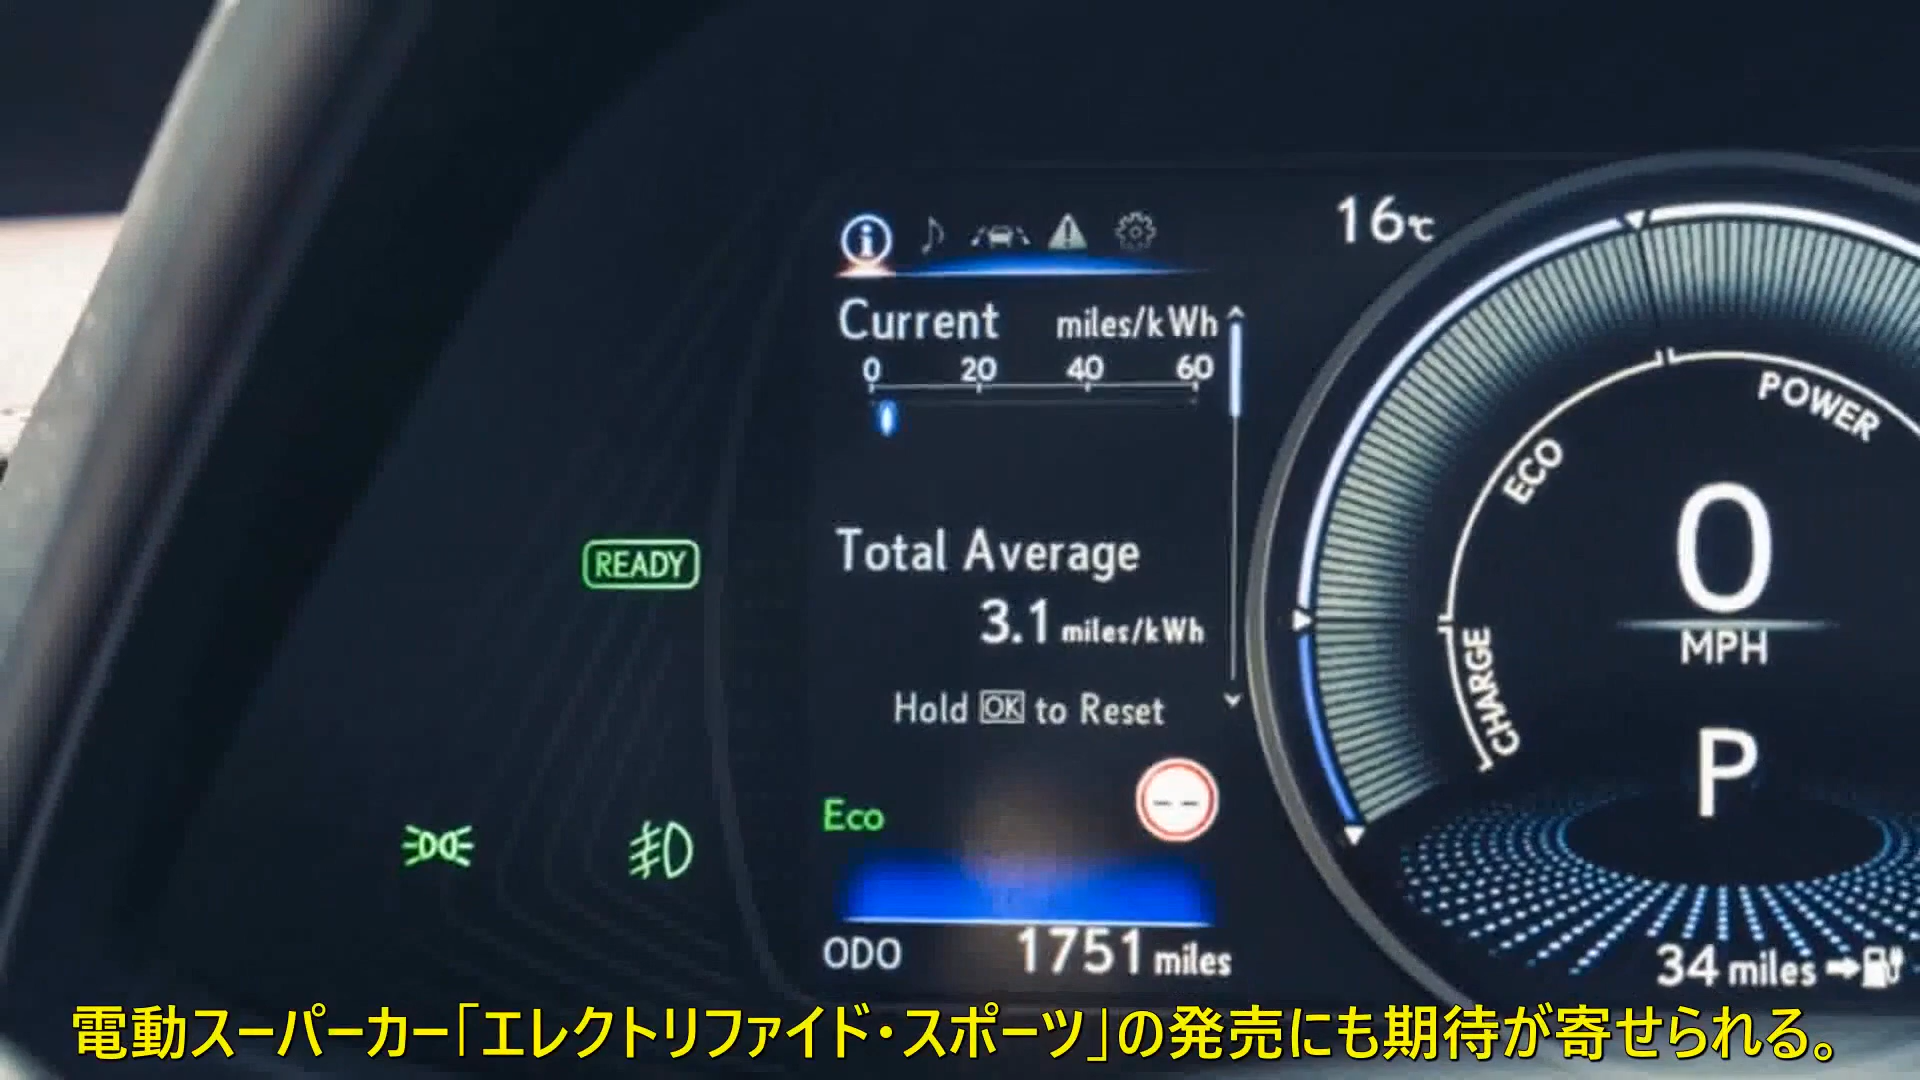 16℃
Current miles/kWh
0 20 40 60
POWER
ECO
CHARGE
0
MPH
READY
Total Average
3.1 miles/kWh
Hold OK to Reset
P
Eco
ODO 1751 miles
34 miles
電動スーパーカー「エレクトリファイド・スポーツ」の発売にも期待が寄せられる。